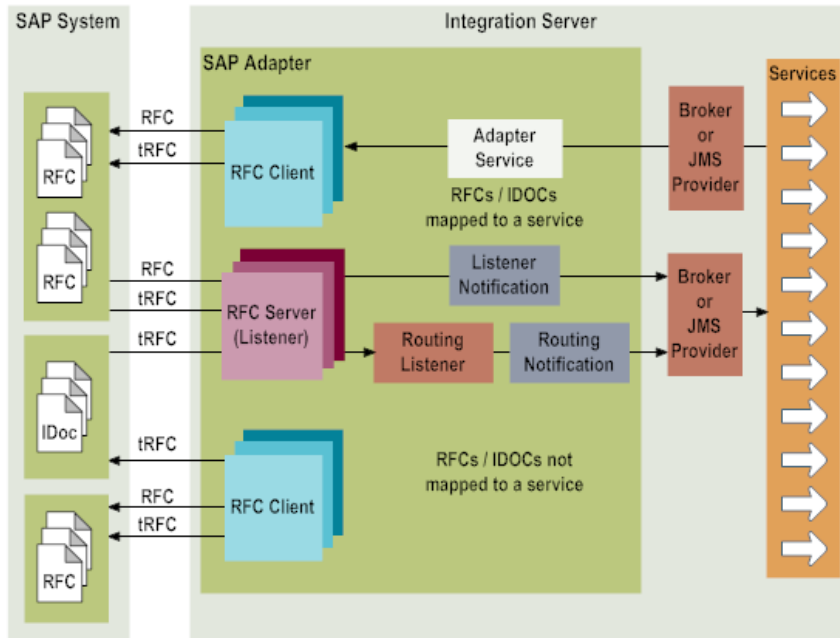 SAP System
Integration Server
SAP Adapter
Services
RFC
tRFC
RFC
RFC Client
Adapter
Service
Broker
or
JMS
Provider
RFCs / IDOCs
mapped to a service
RFC
RFC
tRFC
tRFC
RFC Server
(Listener)
Listener
Notification
Routing
Listener
Routing
Notification
Broker
or
JMS
Provider
IDoc
tRFC
RFC
tRFC
RFC Client
RFCs / IDOCs not
mapped to a service
RFC